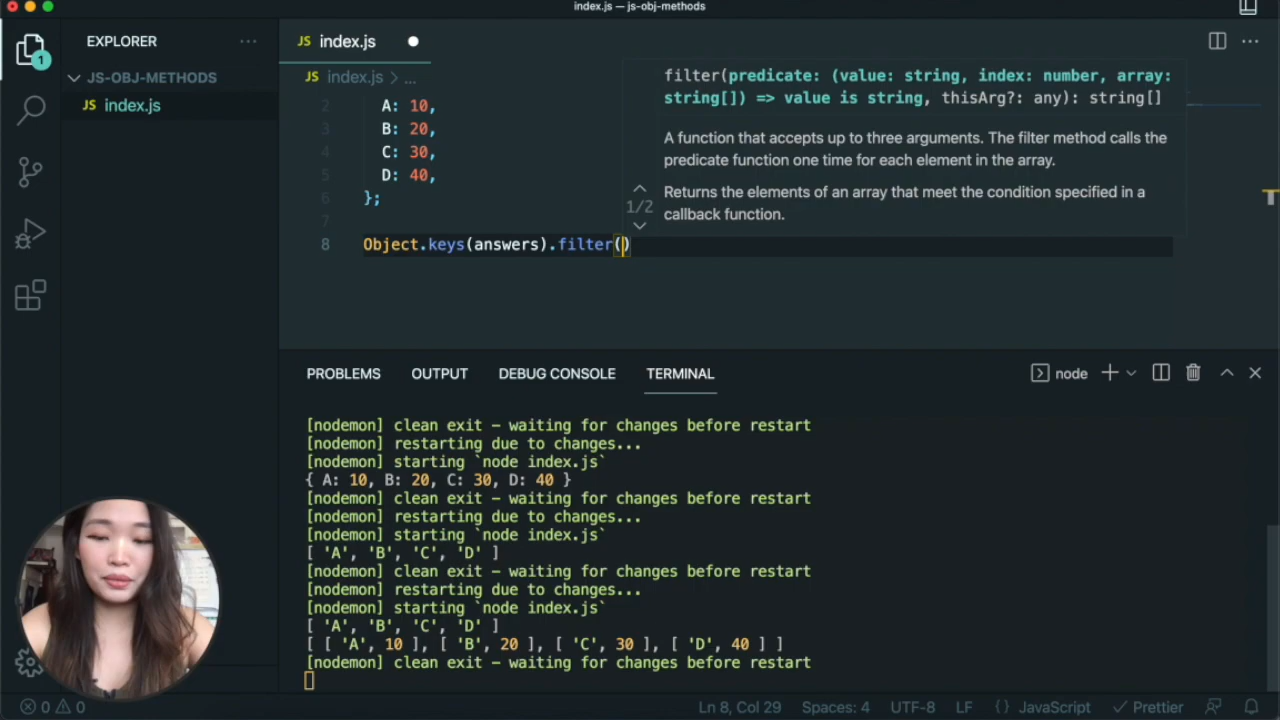 index.js — js-obj-methods
EXPLORER
JS index.js
JS-OBJ-METHODS
JS index.js > ...
JS index.js
1
2 A: 10,
3 B: 20,
4 C: 30,
5 D: 40,
6 };
7
8 Object.keys(answers).filter()
filter(predicate: (value: string, index: number, array:
string[]) => value is string, thisArg?: any): string[]
A function that accepts up to three arguments. The filter method calls the
predicate function one time for each element in the array.
1/2
Returns the elements of an array that meet the condition specified in a
callback function.
PROBLEMS OUTPUT DEBUG CONSOLE TERMINAL
node
[nodemon] clean exit - waiting for changes before restart
[nodemon] restarting due to changes...
[nodemon] starting `node index.js`
{ A: 10, B: 20, C: 30, D: 40 }
[nodemon] clean exit - waiting for changes before restart
[nodemon] restarting due to changes...
[nodemon] starting `node index.js`
[ 'A', 'B', 'C', 'D' ]
[nodemon] clean exit - waiting for changes before restart
[nodemon] restarting due to changes...
[nodemon] starting `node index.js`
[ 'A', 'B', 'C', 'D' ]
[ [ 'A', 10 ], [ 'B', 20 ], [ 'C', 30 ], [ 'D', 40 ] ]
[nodemon] clean exit - waiting for changes before restart
0 0
Ln 8, Col 29 Spaces: 4 UTF-8 LF {} JavaScript Prettier